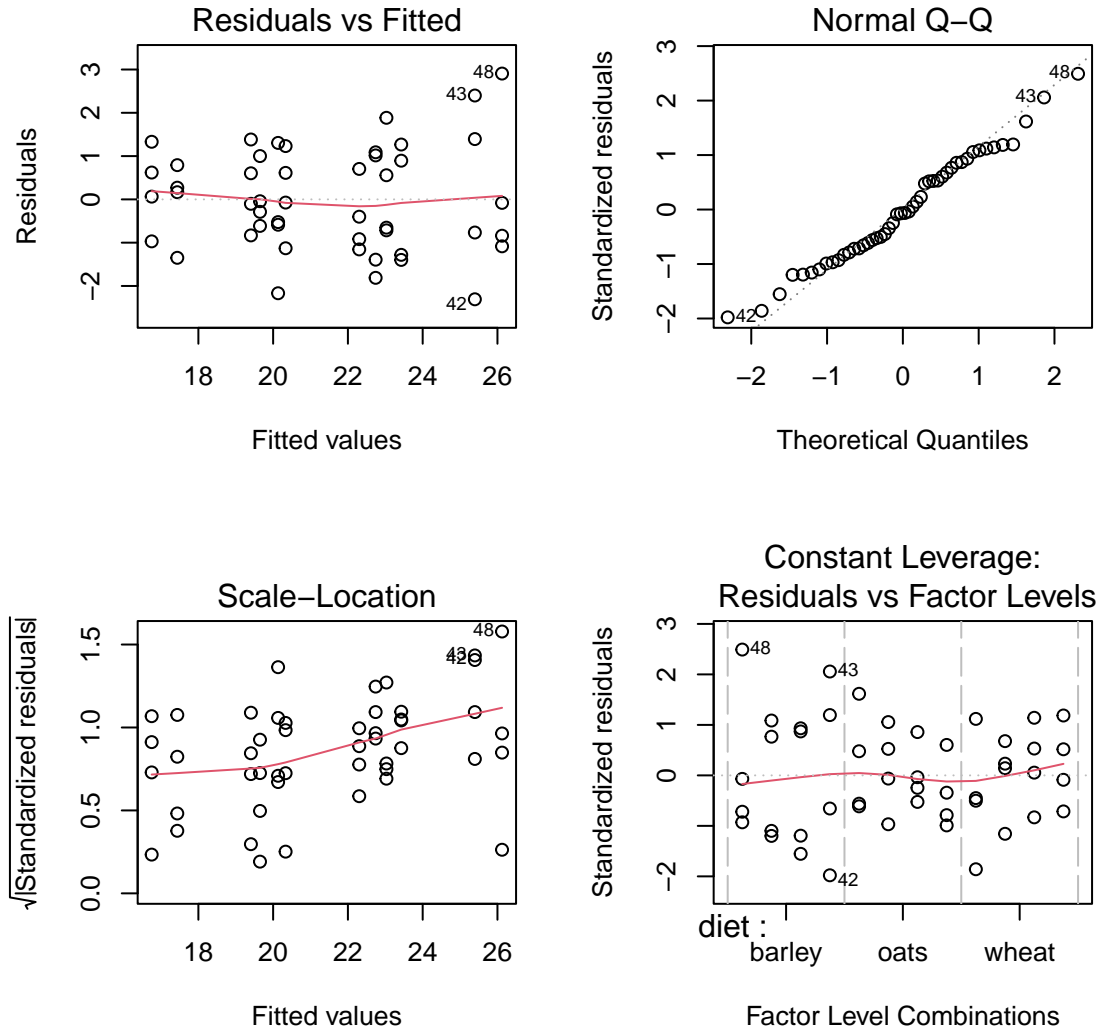 Residuals vs Fitted
Residuals
3
2
1
0
−2
48
43
42
18
20
22
24
26
Fitted values
Normal Q−Q
Standardized residuals
3
2
1
0
−1
−2
48
43
42
−2
−1
0
1
2
Theoretical Quantiles
Scale−Location
√|Standardized residuals|
1.5
1.0
0.5
0.0
48
43
42
18
20
22
24
26
Fitted values
Constant Leverage:
Residuals vs Factor Levels
Standardized residuals
3
2
1
0
−2
48
43
42
diet :
barley
oats
wheat
Factor Level Combinations